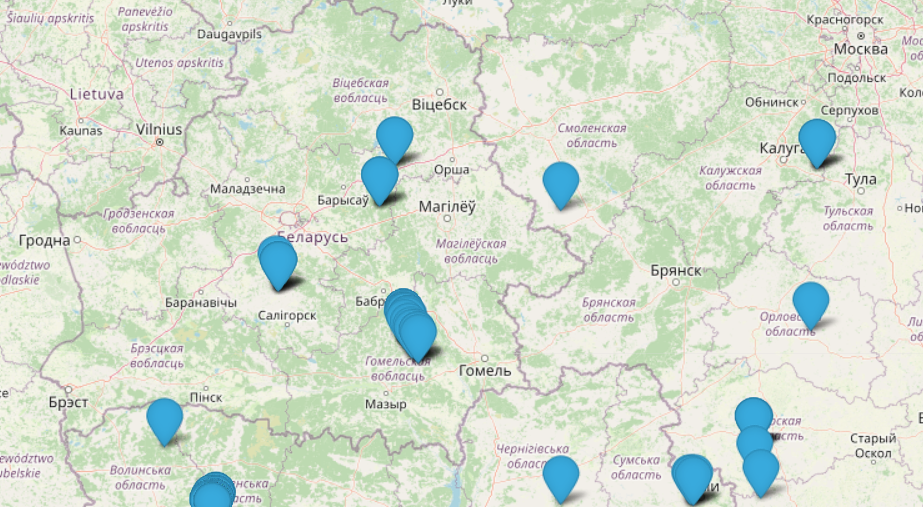 Луки
Šiaulių apskritis
Panevėžio
apskritis
Daugavpils
Красногорск
Москва
Utenos apskritis
Подольск
Lietuva
Віцебская
вобласць
Віцебск
Обнинск
Серпухов
Kaunas
Vilnius
Смоленская
область
Калуга
Орша
Маладзечна
Барысаў
Калужская
область
Тула
Магілёў
Тульская
область
Гродзенская
вобласць
Гродна
Беларусь
Магілёўская
вобласць
Брянск
Баранавічы
Салігорск
Брянская
область
область
Брэсцкая
вобласць
Гомельская
вобласць
Гомель
Брэст
Пінск
Мазыр
Старый
Оскол
Волинська
область
Сумська
область